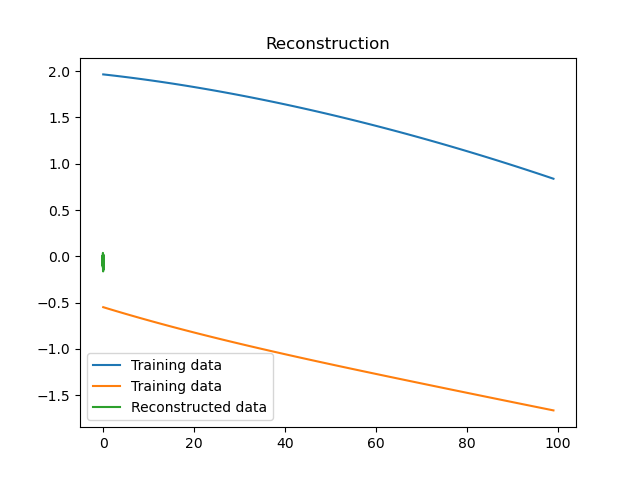 Reconstruction
2.0
1.5
1.0
0.5
0.0
−0.5
−1.0
−1.5
Training data
Training data
Reconstructed data
0 20 40 60 80 100